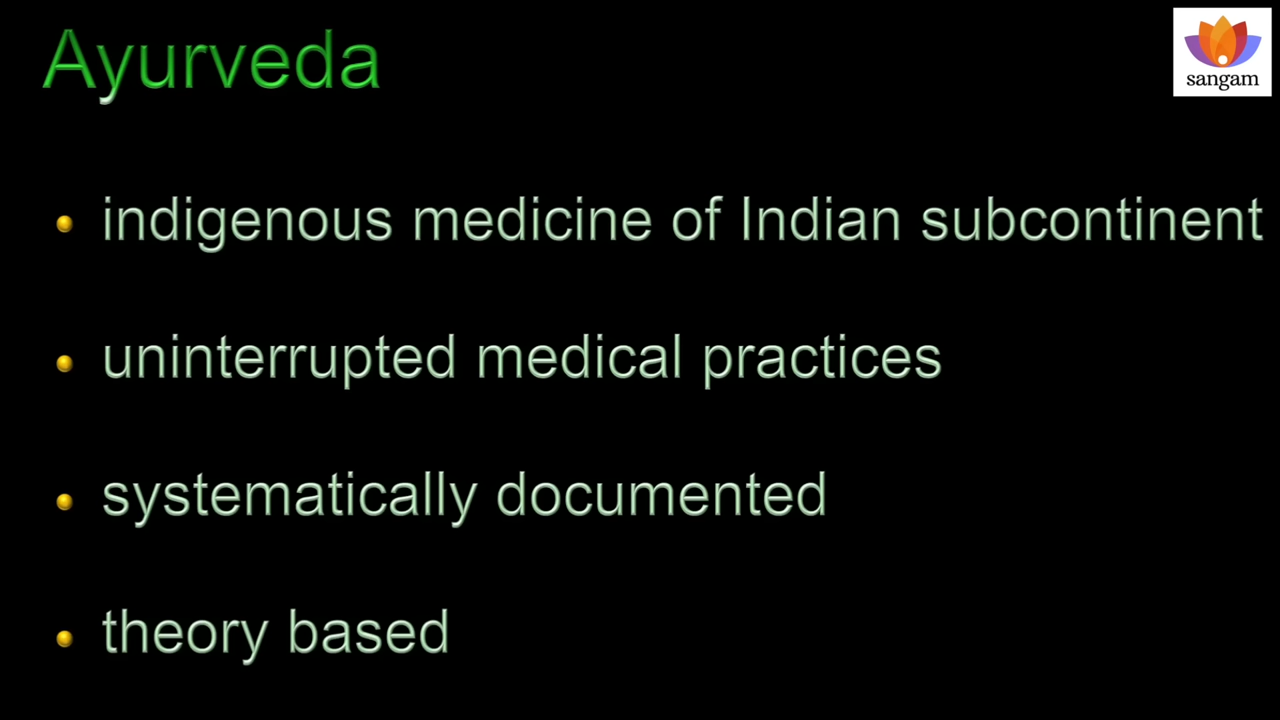 Ayurveda
sangam
indigenous medicine of Indian subcontinent
uninterrupted medical practices
systematically documented
theory based